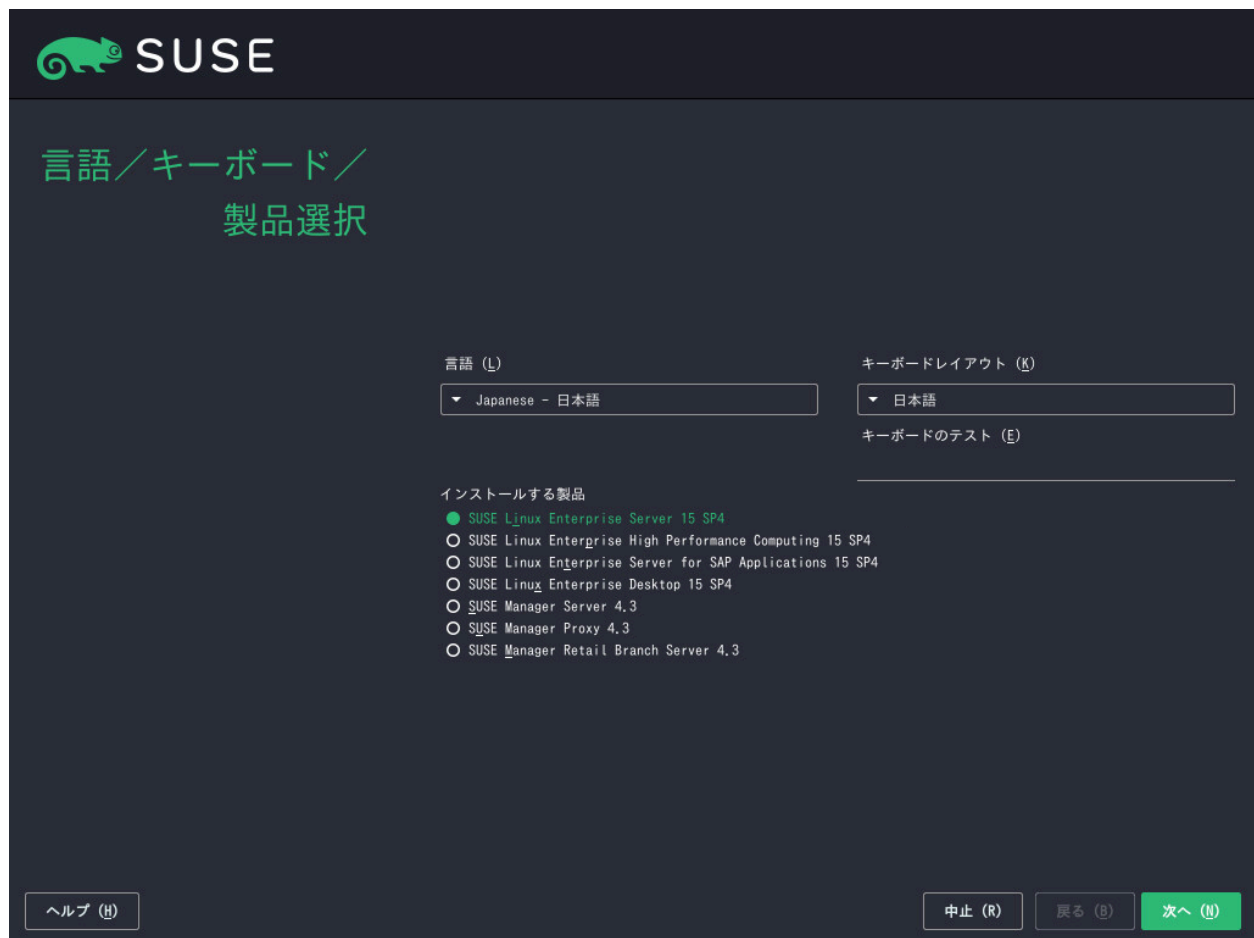 SUSE
言語／キーボード／
製品選択
言語 (L)
キーボードレイアウト (K)
Japanese - 日本語
日本語
キーボードのテスト (E)
インストールする製品
SUSE Linux Enterprise Server 15 SP4
SUSE Linux Enterprise High Performance Computing 15 SP4
SUSE Linux Enterprise Server for SAP Applications 15 SP4
SUSE Linux Enterprise Desktop 15 SP4
SUSE Manager Server 4.3
SUSE Manager Proxy 4.3
SUSE Manager Retail Branch Server 4.3
ヘルプ (H)
中止 (R)
戻る (B)
次へ (N)